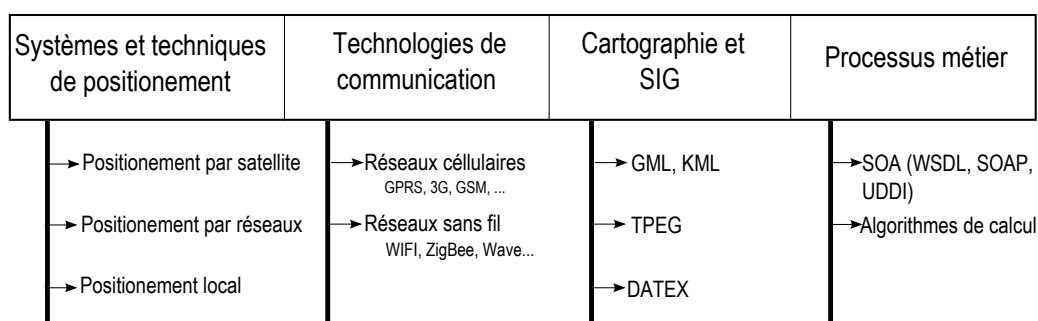 Systèmes et techniques
de positionement
Technologies de
communication
Cartographie et
SIG
Processus métier
Positionement par satellite
Positionement par réseaux
Positionement local
Réseaux céllulaires
GPRS, 3G, GSM, ...
Réseaux sans fil
WIFI, ZigBee, Wave...
GML, KML
TPEG
DATEX
SOA (WSDL, SOAP,
UDDI)
Algorithmes de calcul